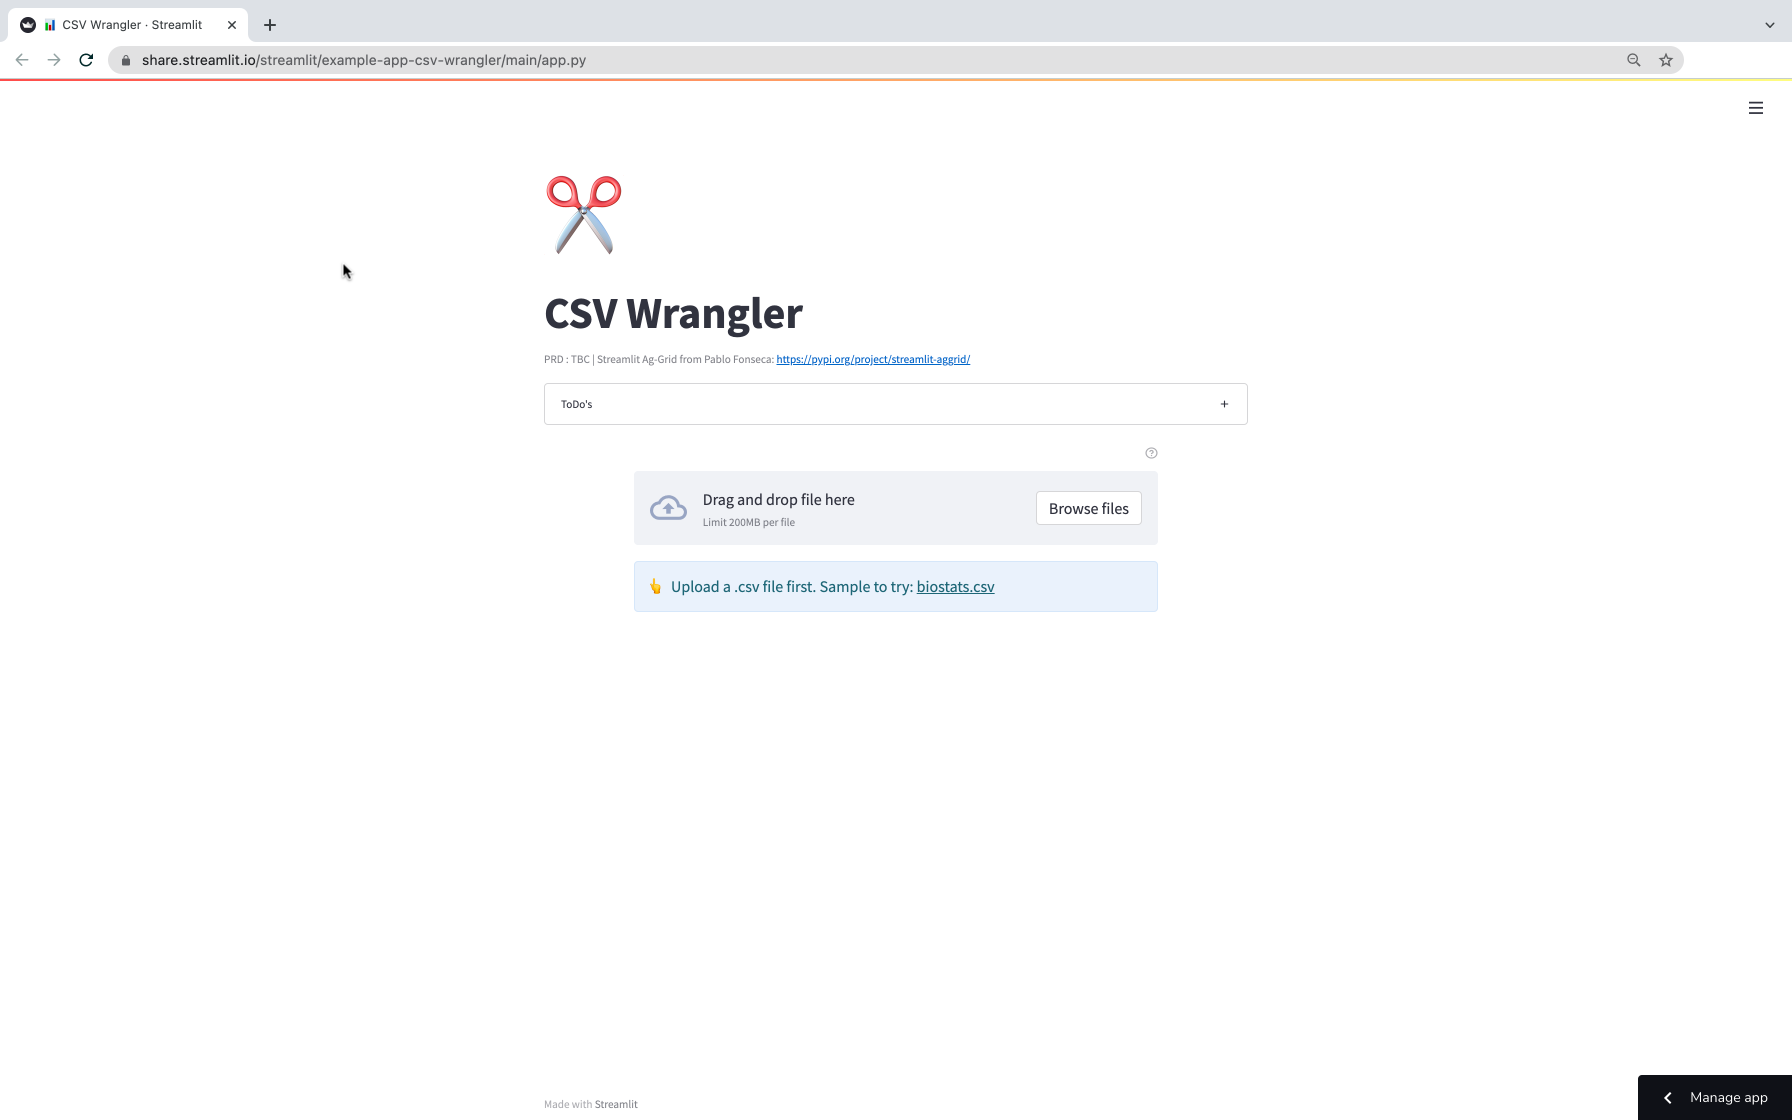 CSV Wrangler · Streamlit
share.streamlit.io/streamlit/example-app-csv-wrangler/main/app.py
CSV Wrangler
PRD : TBC | Streamlit Ag-Grid from Pablo Fonseca: https://pypi.org/project/streamlit-aggrid/
ToDo's
Drag and drop file here
Limit 200MB per file
Browse files
Upload a .csv file first. Sample to try: biostats.csv
Made with Streamlit
Manage app